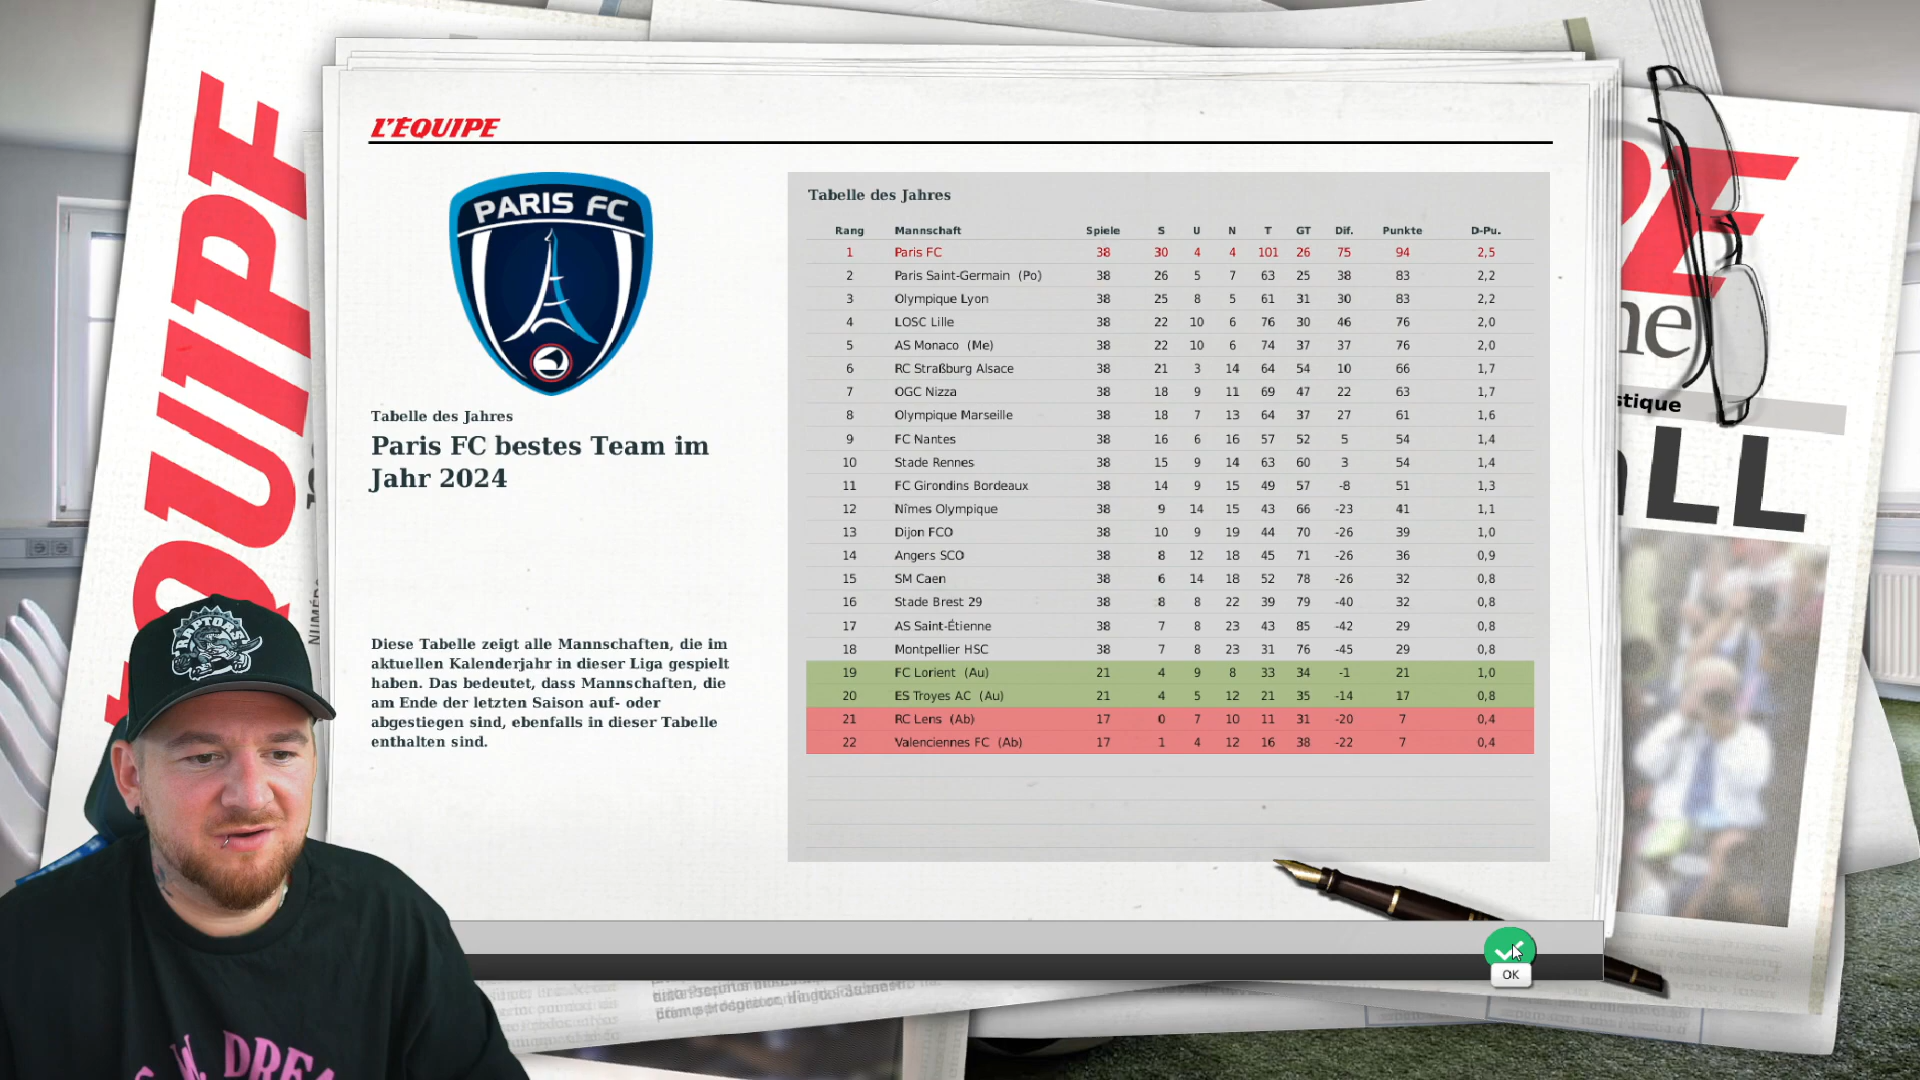 L'ÉQUIPE
PARIS FC
Tabelle des Jahres
Paris FC bestes Team im
Jahr 2024
Diese Tabelle zeigt alle Mannschaften, die im
aktuellen Kalenderjahr in dieser Liga gespielt
haben. Das bedeutet, dass Mannschaften, die
am Ende der letzten Saison auf- oder
abgestiegen sind, ebenfalls in dieser Tabelle
enthalten sind.
Tabelle des Jahres
Rang Mannschaft Spiele S U N T GT Dif. Punkte D-Pu.
1 Paris FC 38 30 4 4 101 26 75 94 2,5
2 Paris Saint-Germain (Po) 38 26 5 7 63 25 38 83 2,2
3 Olympique Lyon 38 25 8 5 61 31 30 83 2,2
4 LOSC Lille 38 22 10 6 76 30 46 76 2,0
5 AS Monaco (Me) 38 22 10 6 74 37 37 76 2,0
6 RC Straßburg Alsace 38 21 3 14 64 54 10 66 1,7
7 OGC Nizza 38 18 9 11 69 47 22 63 1,7
8 Olympique Marseille 38 18 7 13 64 37 27 61 1,6
9 FC Nantes 38 16 6 16 57 52 5 54 1,4
10 Stade Rennes 38 15 9 14 63 60 3 54 1,4
11 FC Girondins Bordeaux 38 14 9 15 49 57 -8 51 1,3
12 Nîmes Olympique 38 9 14 15 43 66 -23 41 1,1
13 Dijon FCO 38 10 9 19 44 70 -26 39 1,0
14 Angers SCO 38 8 12 18 45 71 -26 36 0,9
15 SM Caen 38 6 14 18 52 78 -26 32 0,8
16 Stade Brest 29 38 8 8 22 39 79 -40 32 0,8
17 AS Saint-Étienne 38 7 8 23 43 85 -42 29 0,8
18 Montpellier HSC 38 7 8 23 31 76 -45 29 0,8
19 FC Lorient (Au) 21 4 9 8 33 34 -1 21 1,0
20 ES Troyes AC (Au) 21 4 5 12 21 35 -14 17 0,8
21 RC Lens (Ab) 17 0 7 10 11 31 -20 7 0,4
22 Valenciennes FC (Ab) 17 1 4 12 16 38 -22 7 0,4
OK
RAPTORS